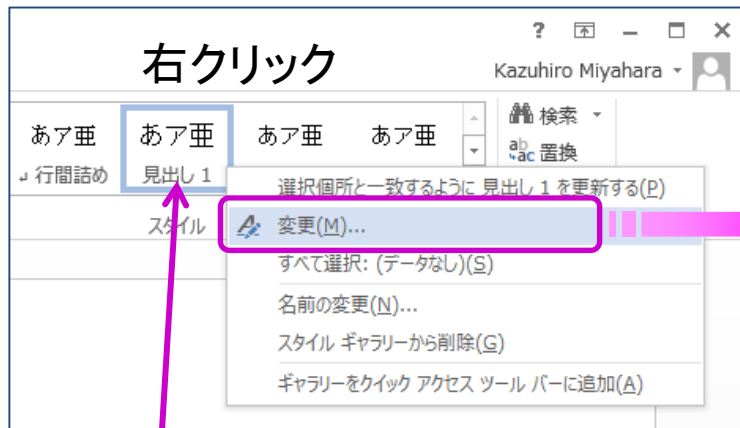 ?
右クリック
Kazuhiro Miyahara
あア亜 あア亜 あア亜 あア亜
検索
↲ 行間詰め 見出し 1
abac 置換
選択個所と一致するように 見出し 1 を更新する(P)
スタイル
変更(M)...
すべて選択: (データなし)(S)
名前の変更(N)...
スタイル ギャラリーから削除(G)
ギャラリーをクイック アクセス ツール バーに追加(A)